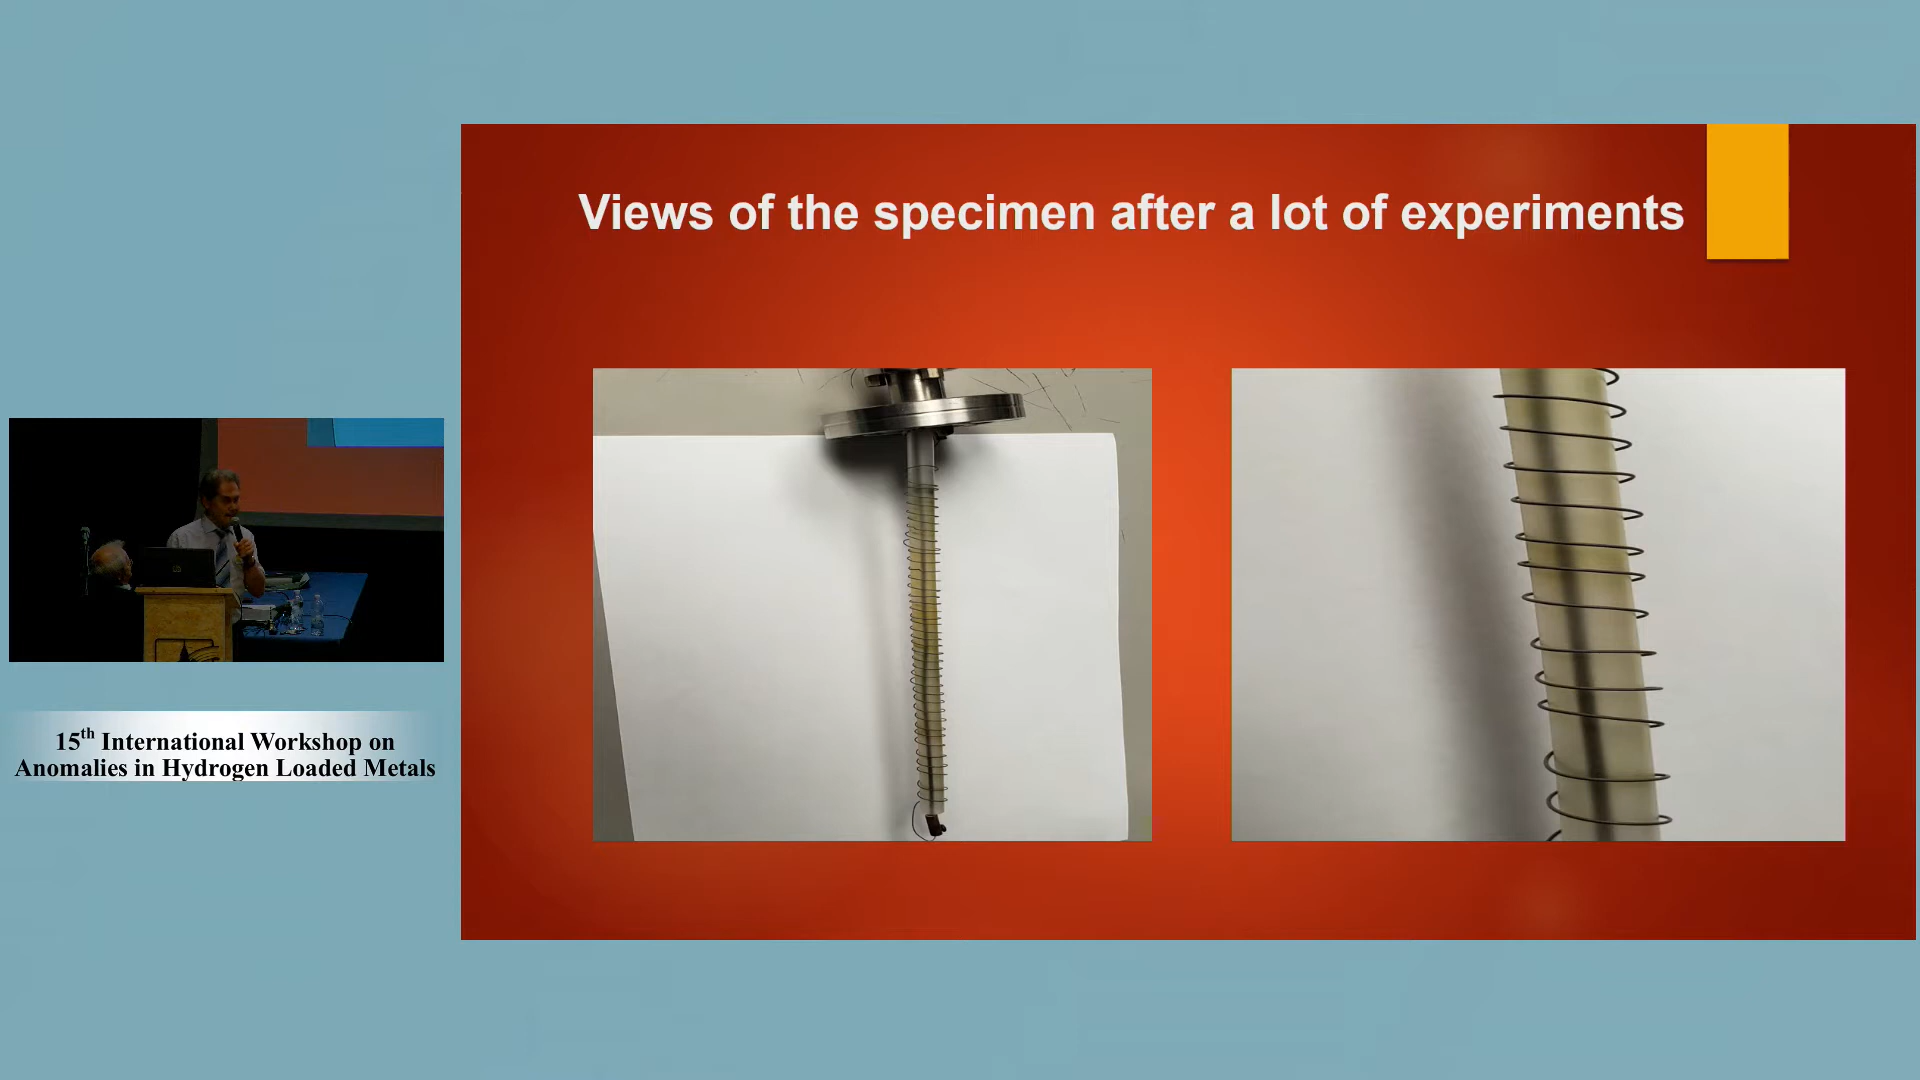 Views of the specimen after a lot of experiments
15th International Workshop on
Anomalies in Hydrogen Loaded Metals